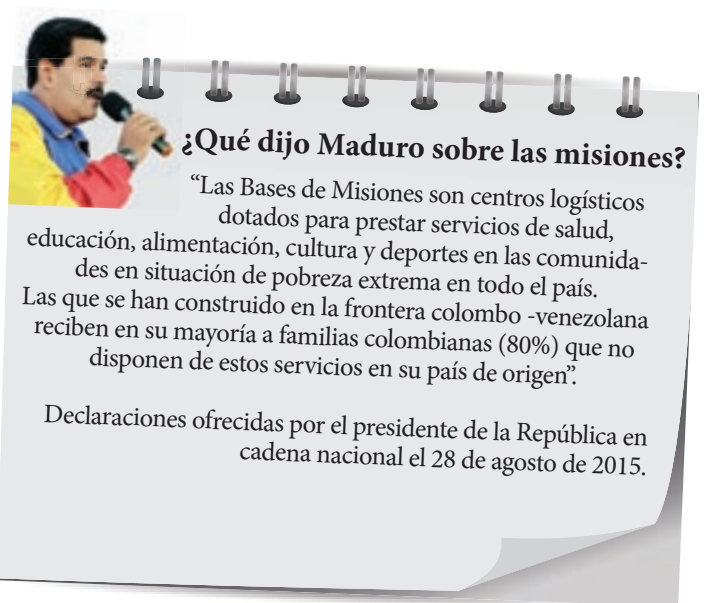 ¿Qué dijo Maduro sobre las misiones?
“Las Bases de Misiones son centros logísticos
dotados para prestar servicios de salud,
educación, alimentación, cultura y deportes en las comunida-
des en situación de pobreza extrema en todo el país.
Las que se han construido en la frontera colombo -venezolana
reciben en su mayoría a familias colombianas (80%) que no
disponen de estos servicios en su país de origen”.
Declaraciones ofrecidas por el presidente de la República en
cadena nacional el 28 de agosto de 2015.